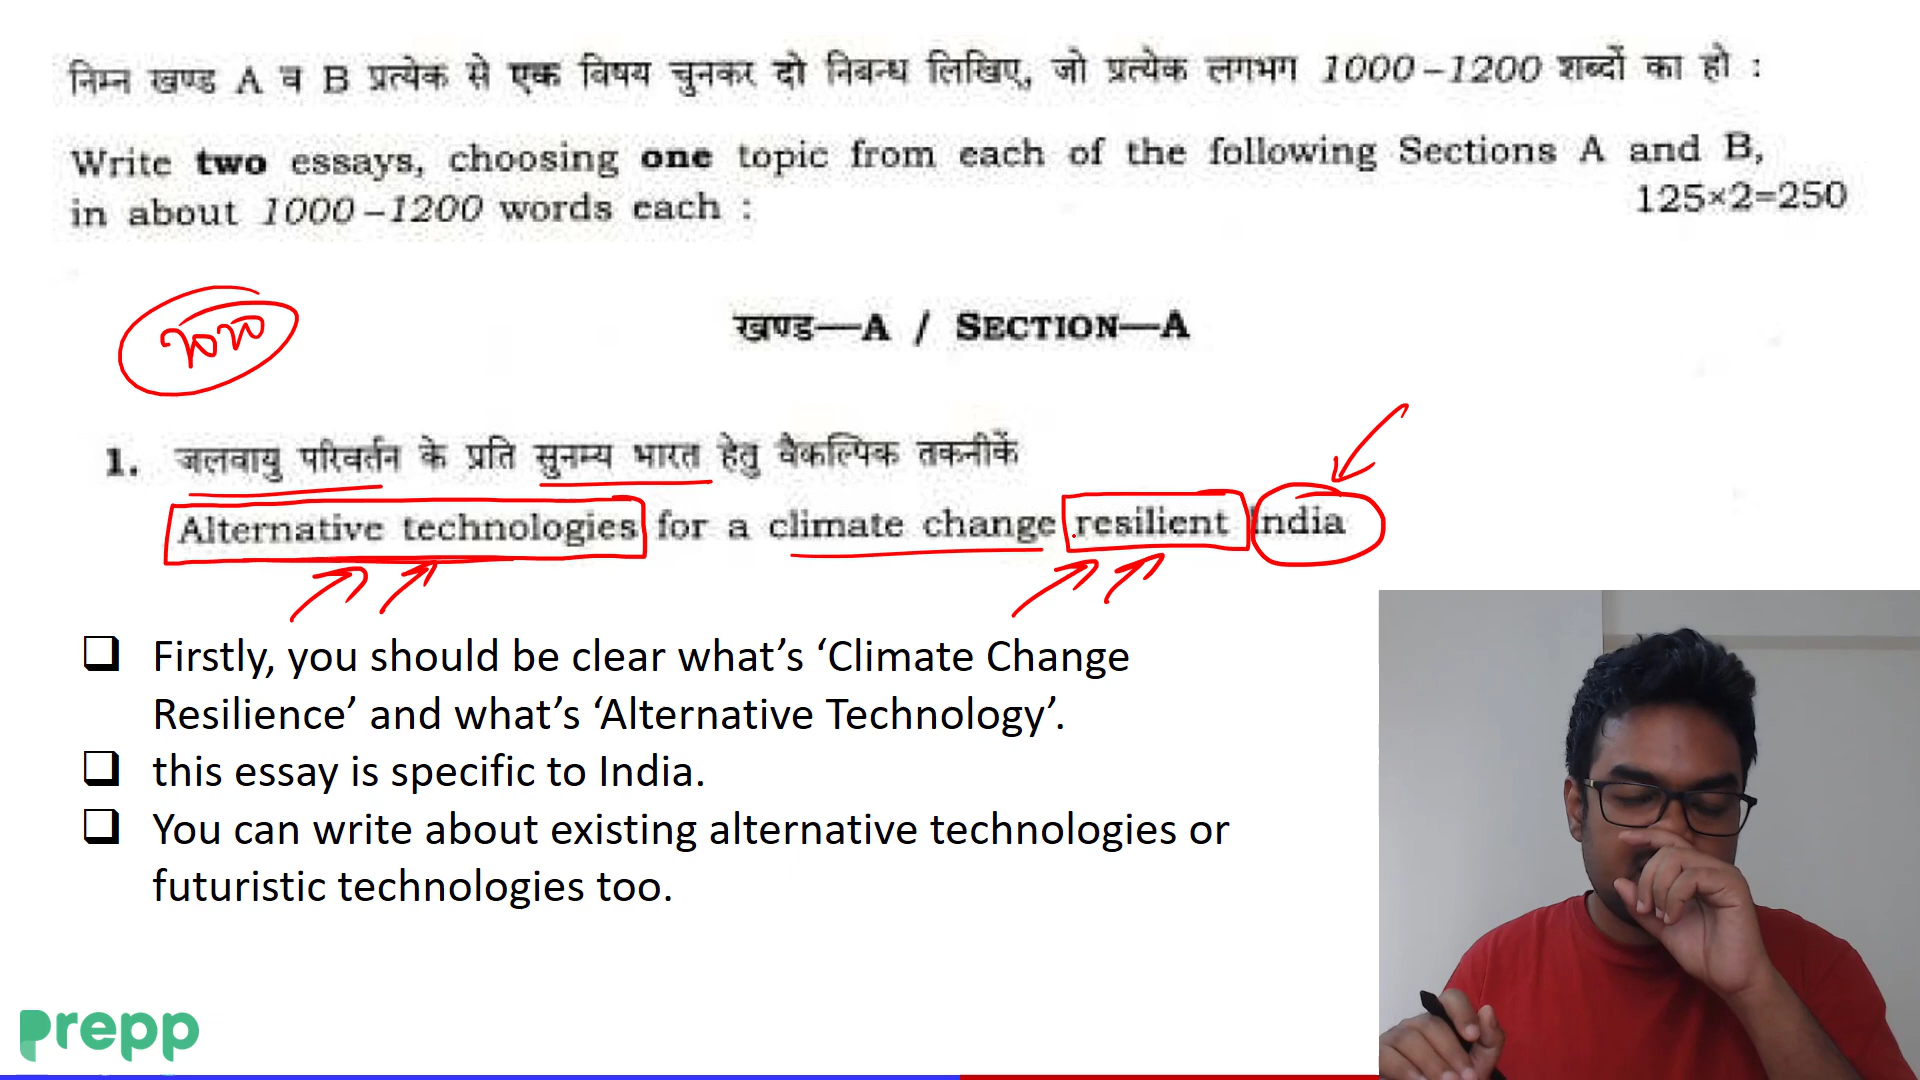 निम्न खण्ड A व B प्रत्येक से एक विषय चुनकर दो निबन्ध लिखिए, जो प्रत्येक लगभग 1000–1200 शब्दों का हो :
Write two essays, choosing one topic from each of the following Sections A and B,
in about 1000–1200 words each : 125×2=250
खण्ड—A / SECTION—A
1. जलवायु परिवर्तन के प्रति सुनम्य भारत हेतु वैकल्पिक तकनीकें
Alternative technologies for a climate change resilient India
❑ Firstly, you should be clear what’s ‘Climate Change
Resilience’ and what’s ‘Alternative Technology’.
❑ this essay is specific to India.
❑ You can write about existing alternative technologies or
futuristic technologies too.
prepp